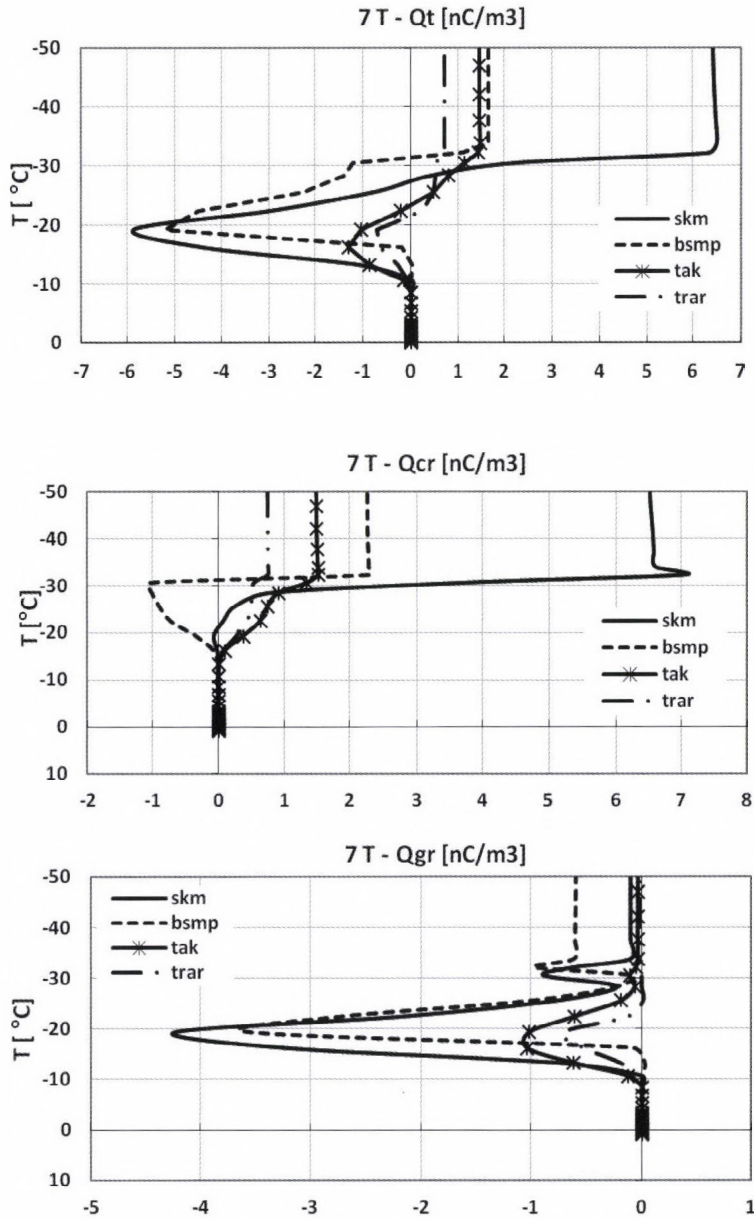 7 T - Qt [nC/m3]
-50
-40
-30
-20
-10
0
T [ °C]
-7 -6 -5 -4 -3 -2 -1 0 1 2 3 4 5 6 7
skm
bsmp
tak
trar
7 T - Qcr [nC/m3]
-50
-40
-30
-20
-10
0
10
T [°C]
-2 -1 0 1 2 3 4 5 6 7 8
skm
bsmp
tak
trar
7 T - Qgr [nC/m3]
-50
-40
-30
-20
-10
0
10
T [ °C]
-5 -4 -3 -2 -1 0 1
skm
bsmp
tak
trar